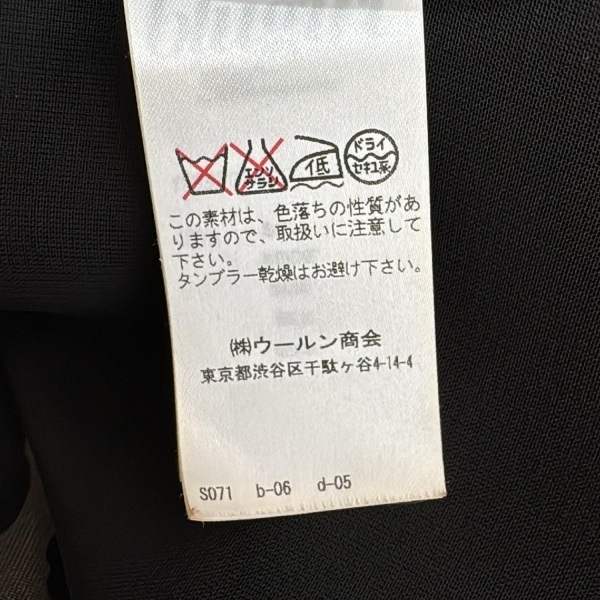 エンソ
サラシ
低
ドライ
セキユ系
この素材は、色落ちの性質があ
りますので、取扱いに注意して
下さい。
タンブラー乾燥はお避け下さい。
㈱ウールン商会
東京都渋谷区千駄ヶ谷4-14-4
S071 b-06 d-05